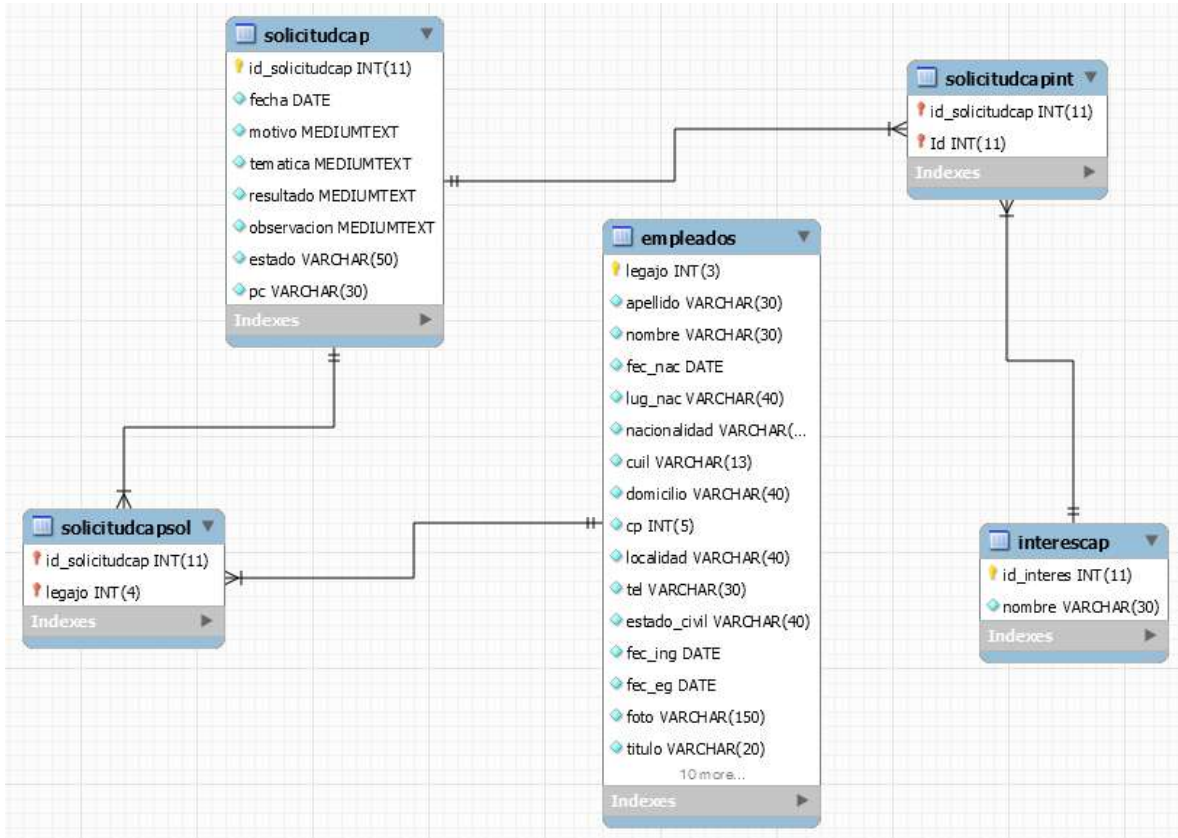 solicitudcap
id_solicitudcap INT(11)
fecha DATE
motivo MEDIUMTEXT
tematica MEDIUMTEXT
resultado MEDIUMTEXT
observacion MEDIUMTEXT
estado VARCHAR(50)
pc VARCHAR(30)
Indexes
solicitudcapint
id_solicitudcap INT(11)
Id INT(11)
Indexes
empleados
legajo INT(3)
apellido VARCHAR(30)
nombre VARCHAR(30)
fec_nac DATE
lug_nac VARCHAR(40)
nacionalidad VARCHAR(...
cuil VARCHAR(13)
domicilio VARCHAR(40)
cp INT(5)
localidad VARCHAR(40)
tel VARCHAR(30)
estado_civil VARCHAR(40)
fec_ing DATE
fec_eg DATE
foto VARCHAR(150)
titulo VARCHAR(20)
10 more...
Indexes
solicitudcapsol
id_solicitudcap INT(11)
legajo INT(4)
Indexes
interescap
id_interes INT(11)
nombre VARCHAR(30)
Indexes